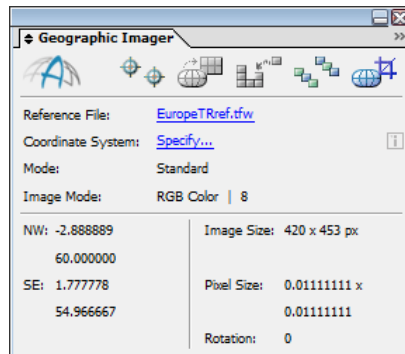 Geographic Imager
Reference File: EuropeTRref.tfw
Coordinate System: Specify...
Mode: Standard
Image Mode: RGB Color | 8
NW: -2.888889
60.000000
SE: 1.777778
54.966667
Image Size: 420 x 453 px
Pixel Size: 0.01111111 x
0.01111111
Rotation: 0